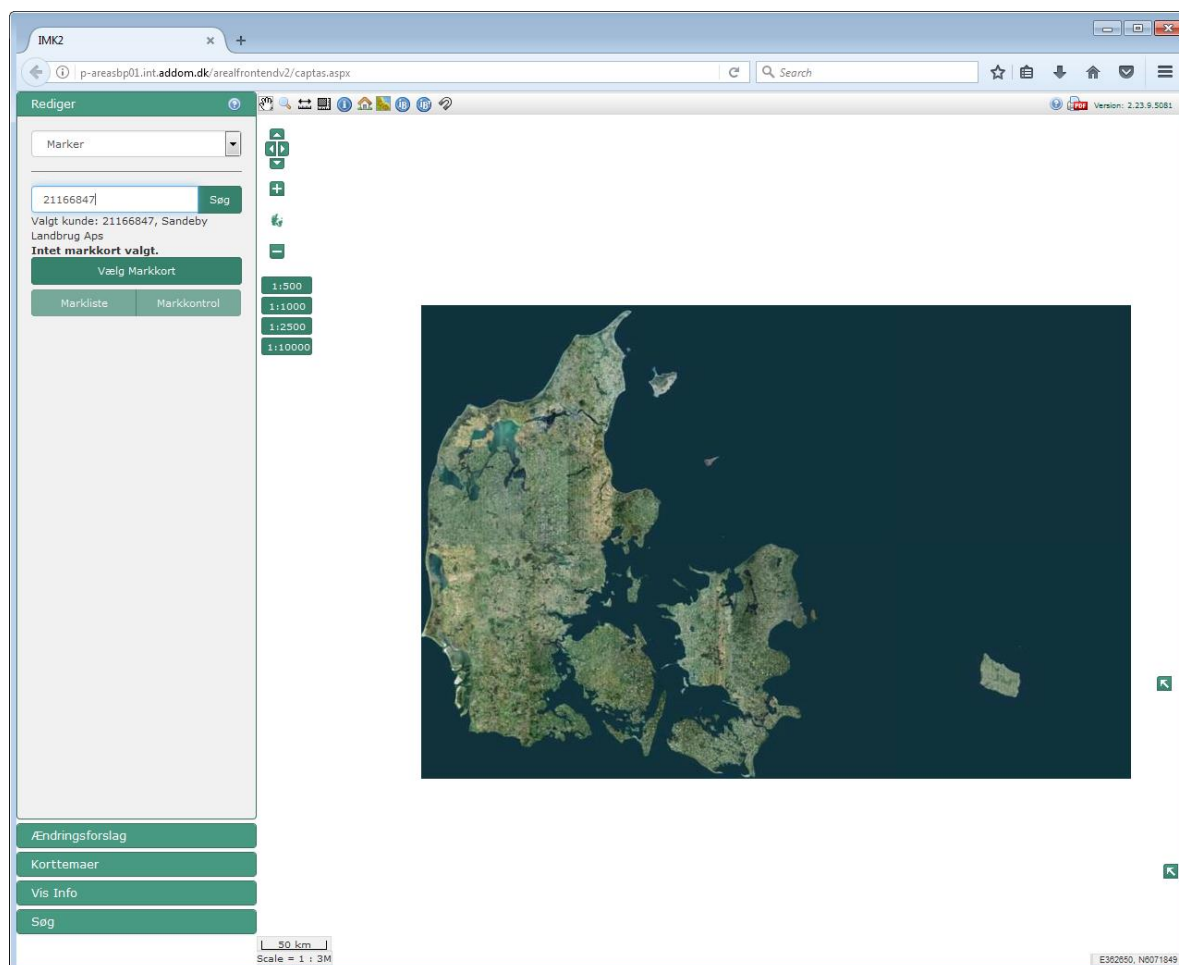 IMK2
p-areasbp01.int.addom.dk/arealfrontendv2/captas.aspx
Search
Rediger
Version: 2.23.9.5081
Marker
21166847
Søg
Valgt kunde: 21166847, Sandeby
Landbrug Aps
Intet markkort valgt.
Vælg Markkort
Markliste
Markkontrol
1:500
1:1000
1:2500
1:10000
Ændringsforslag
Korttemaer
Vis Info
Søg
50 km
Scale = 1 : 3M
E362650, N6071849